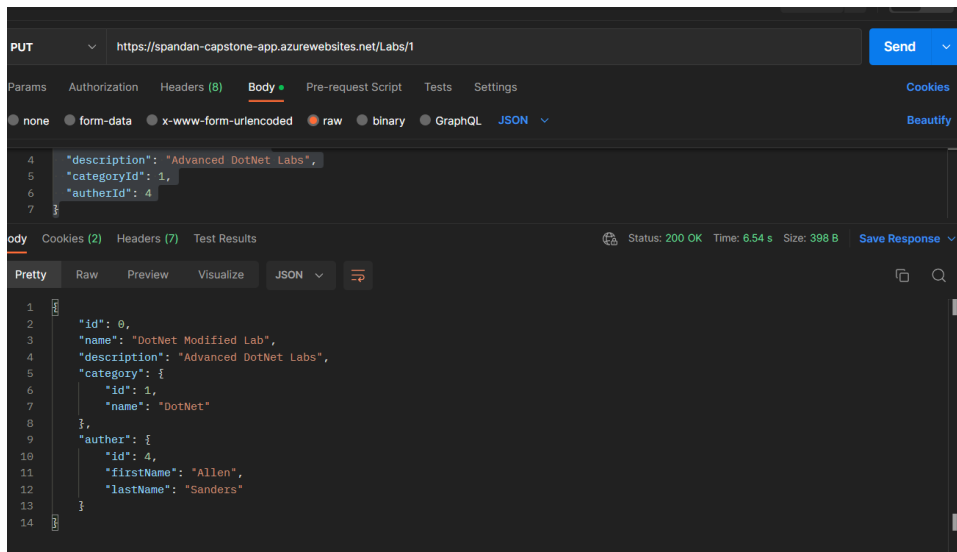 PUT https://spandan-capstone-app.azurewebsites.net/Labs/1 Send
Params Authorization Headers (8) Body Pre-request Script Tests Settings Cookies
none form-data x-www-form-urlencoded raw binary GraphQL JSON Beautify
4 "description": "Advanced DotNet Labs",
5 "categoryId": 1,
6 "autherId": 4
7 }
ody Cookies (2) Headers (7) Test Results Status: 200 OK Time: 6.54 s Size: 398 B Save Response
Pretty Raw Preview Visualize JSON
1 {
2 "id": 0,
3 "name": "DotNet Modified Lab",
4 "description": "Advanced DotNet Labs",
5 "category": {
6 "id": 1,
7 "name": "DotNet"
8 },
9 "auther": {
10 "id": 4,
11 "firstName": "Allen",
12 "lastName": "Sanders"
13 }
14 }